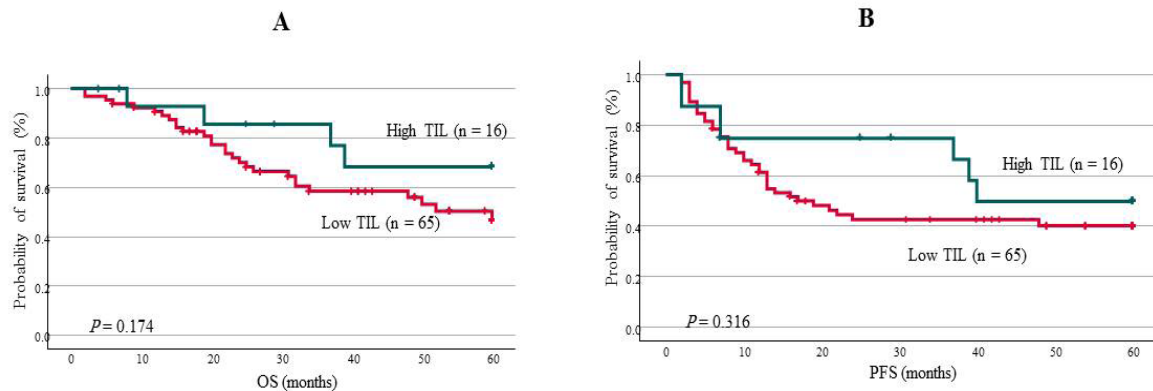 A
Probability of survival (%)
1.0
0.8
0.6
0.4
0.2
0.0
High TIL (n = 16)
Low TIL (n = 65)
P = 0.174
0 10 20 30 40 50 60
OS (months)
B
Probability of survival (%)
1.0
0.8
0.6
0.4
0.2
0.0
High TIL (n = 16)
Low TIL (n = 65)
P = 0.316
0 10 20 30 40 50 60
PFS (months)